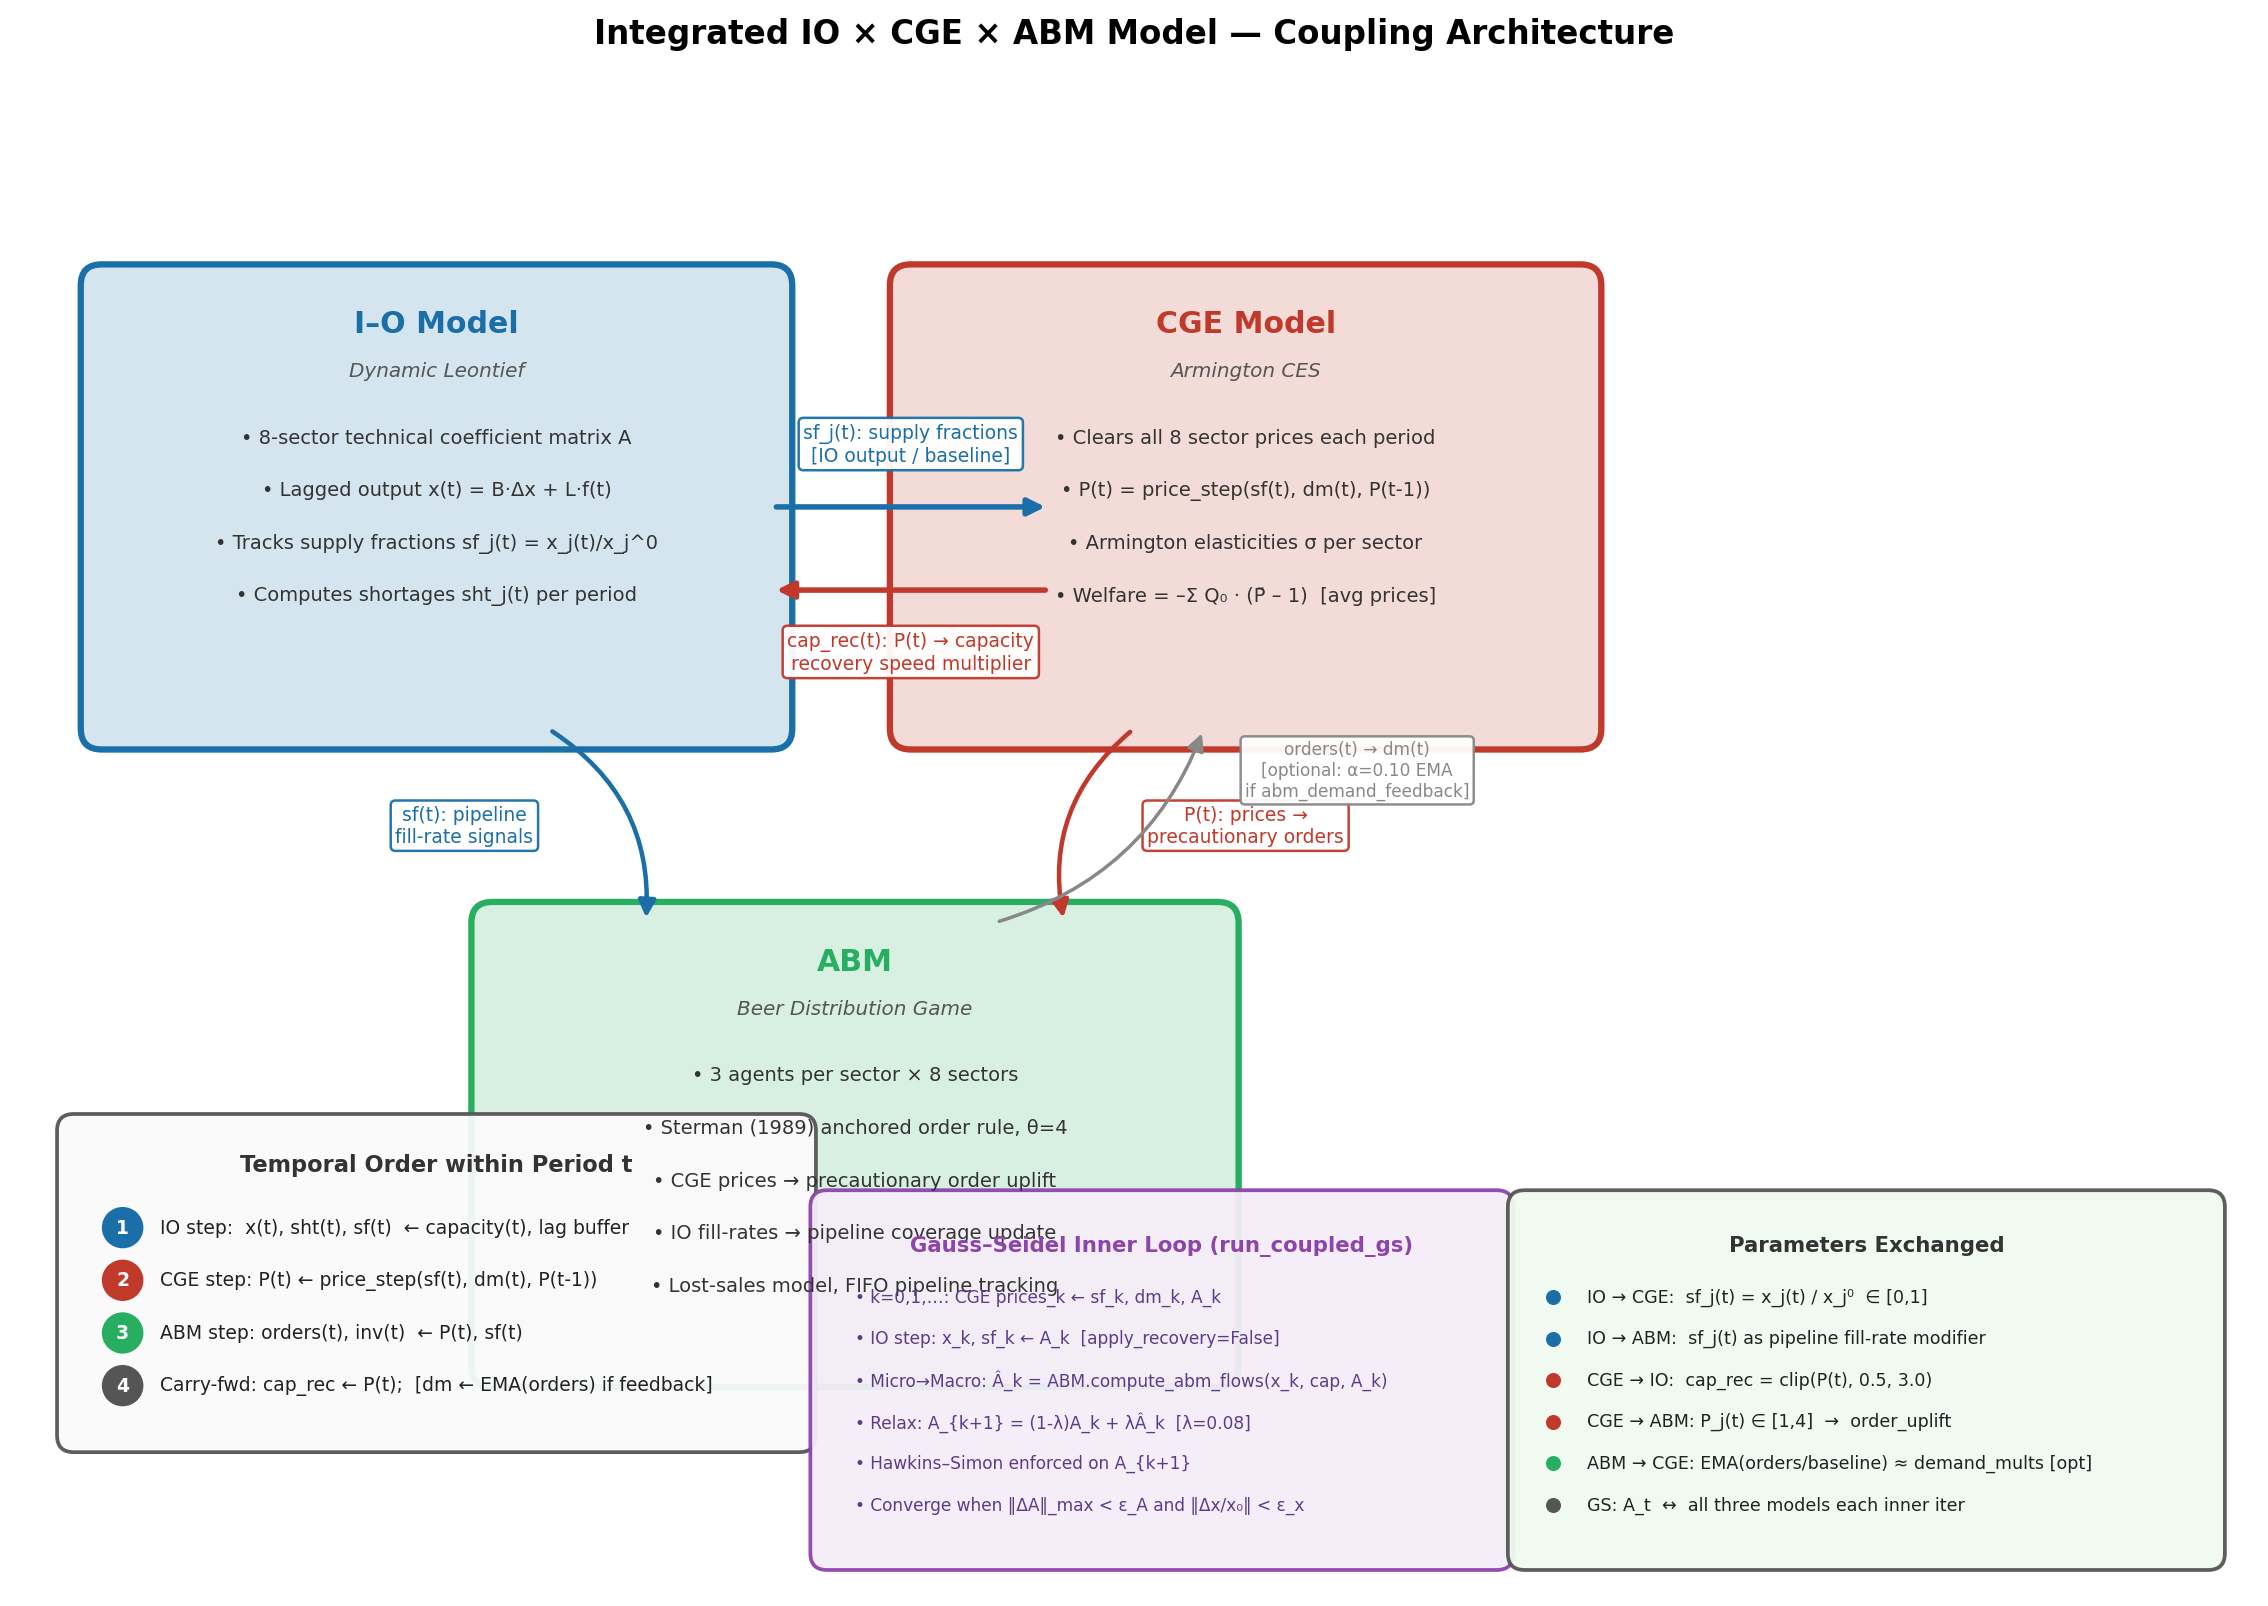 Integrated IO × CGE × ABM Model — Coupling Architecture
I–O Model
Dynamic Leontief
• 8-sector technical coefficient matrix A
• Lagged output x(t) = B·Δx + L·f(t)
• Tracks supply fractions sf_j(t) = x_j(t)/x_j^0
• Computes shortages sht_j(t) per period
sf_j(t): supply fractions
[IO output / baseline]
cap_rec(t): P(t) → capacity
recovery speed multiplier
CGE Model
Armington CES
• Clears all 8 sector prices each period
• P(t) = price_step(sf(t), dm(t), P(t-1))
• Armington elasticities σ per sector
• Welfare = –Σ Q₀ · (P̄ – 1)  [avg prices]
sf(t): pipeline
fill-rate signals
orders(t) → dm(t)
[optional: α=0.10 EMA
if abm_demand_feedback]
P(t): prices →
precautionary orders
ABM
Beer Distribution Game
• 3 agents per sector × 8 sectors
• Sterman (1989) anchored order rule, θ=4
• CGE prices → precautionary order uplift
• IO fill-rates → pipeline coverage update
• Lost-sales model, FIFO pipeline tracking
Temporal Order within Period t
1 IO step:  x(t), sht(t), sf(t)  ← capacity(t), lag buffer
2 CGE step: P(t) ← price_step(sf(t), dm(t), P(t-1))
3 ABM step: orders(t), inv(t)  ← P(t), sf(t)
4 Carry-fwd: cap_rec ← P(t);  [dm ← EMA(orders) if feedback]
Gauss–Seidel Inner Loop (run_coupled_gs)
• k=0,1,...: CGE prices_k ← sf_k, dm_k, A_k
• IO step: x_k, sf_k ← A_k  [apply_recovery=False]
• Micro→Macro: Â_k = ABM.compute_abm_flows(x_k, cap, A_k)
• Relax: A_{k+1} = (1-λ)A_k + λÂ_k  [λ=0.08]
• Hawkins–Simon enforced on A_{k+1}
• Converge when ‖ΔA‖_max < ε_A and ‖Δx/x₀‖ < ε_x
Parameters Exchanged
IO → CGE:  sf_j(t) = x_j(t) / x_j⁰  ∈ [0,1]
IO → ABM:  sf_j(t) as pipeline fill-rate modifier
CGE → IO:  cap_rec = clip(P(t), 0.5, 3.0)
CGE → ABM: P_j(t) ∈ [1,4]  →  order_uplift
ABM → CGE: EMA(orders/baseline) ≈ demand_mults [opt]
GS: A_t  ↔  all three models each inner iter